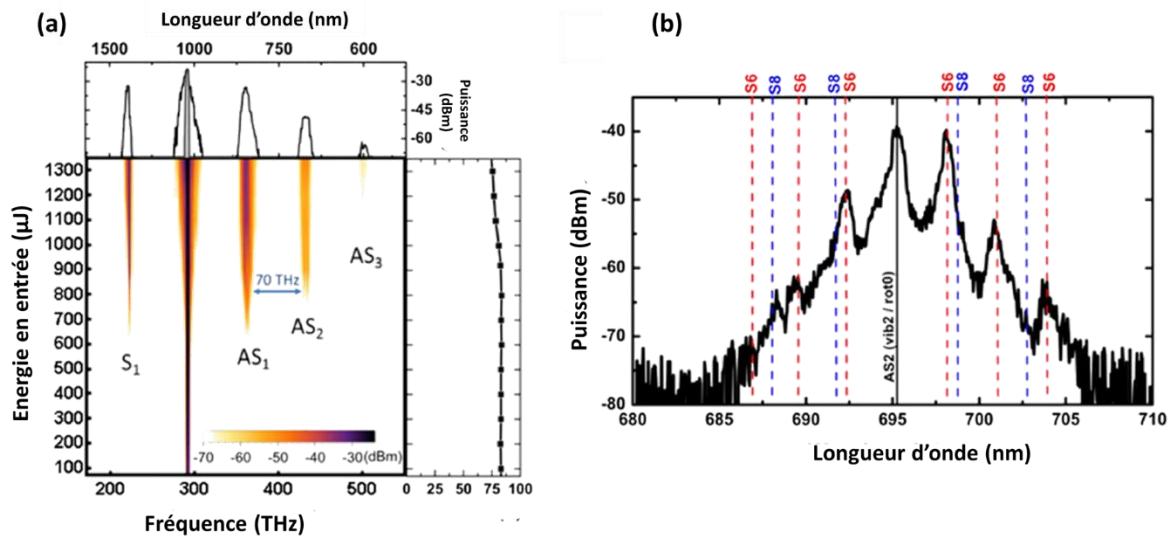 (a)
Longueur d'onde (nm)
1500 1000 750 600
-30
-45
-60
Puissance
(dBm)
1300
1200
1100
1000
900
800
700
600
500
400
300
200
100
Energie en entrée (µJ)
S1
AS1
70 THz
AS2
AS3
-70 -60 -50 -40 -30 (dBm)
200 300 400 500
0 25 50 75 100
Fréquence (THz)
(b)
S6 S8 S6 S8 S6 S6 S8 S6 S8 S6
-40
-50
-60
-70
-80
Puissance (dBm)
AS2 (vib2 / rot0)
680 685 690 695 700 705 710
Longueur d'onde (nm)